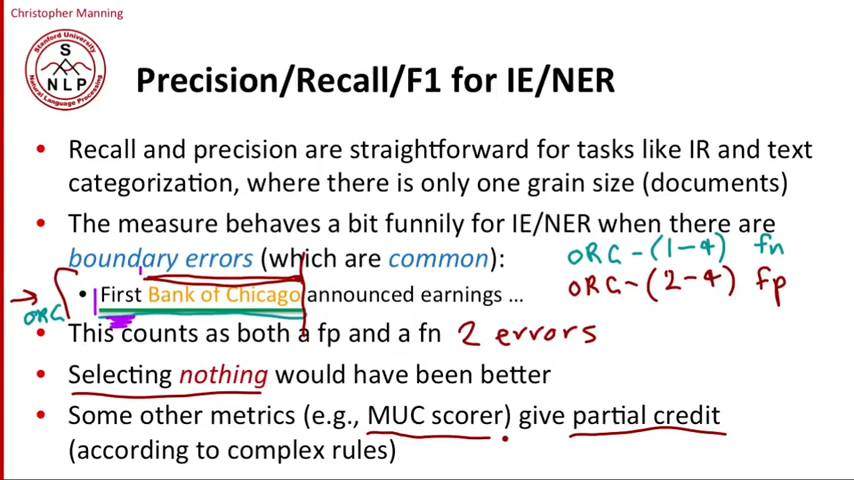 Christopher Manning
Stanford University
S
NLP
Natural Language Processing
Precision/Recall/F1 for IE/NER
• Recall and precision are straightforward for tasks like IR and text
categorization, where there is only one grain size (documents)
• The measure behaves a bit funnily for IE/NER when there are
boundary errors (which are common):
ORG - (1-4) fn
• First Bank of Chicago announced earnings …
ORG - (2-4) fp
ORG
• This counts as both a fp and a fn 2 errors
• Selecting nothing would have been better
• Some other metrics (e.g., MUC scorer) give partial credit
(according to complex rules)